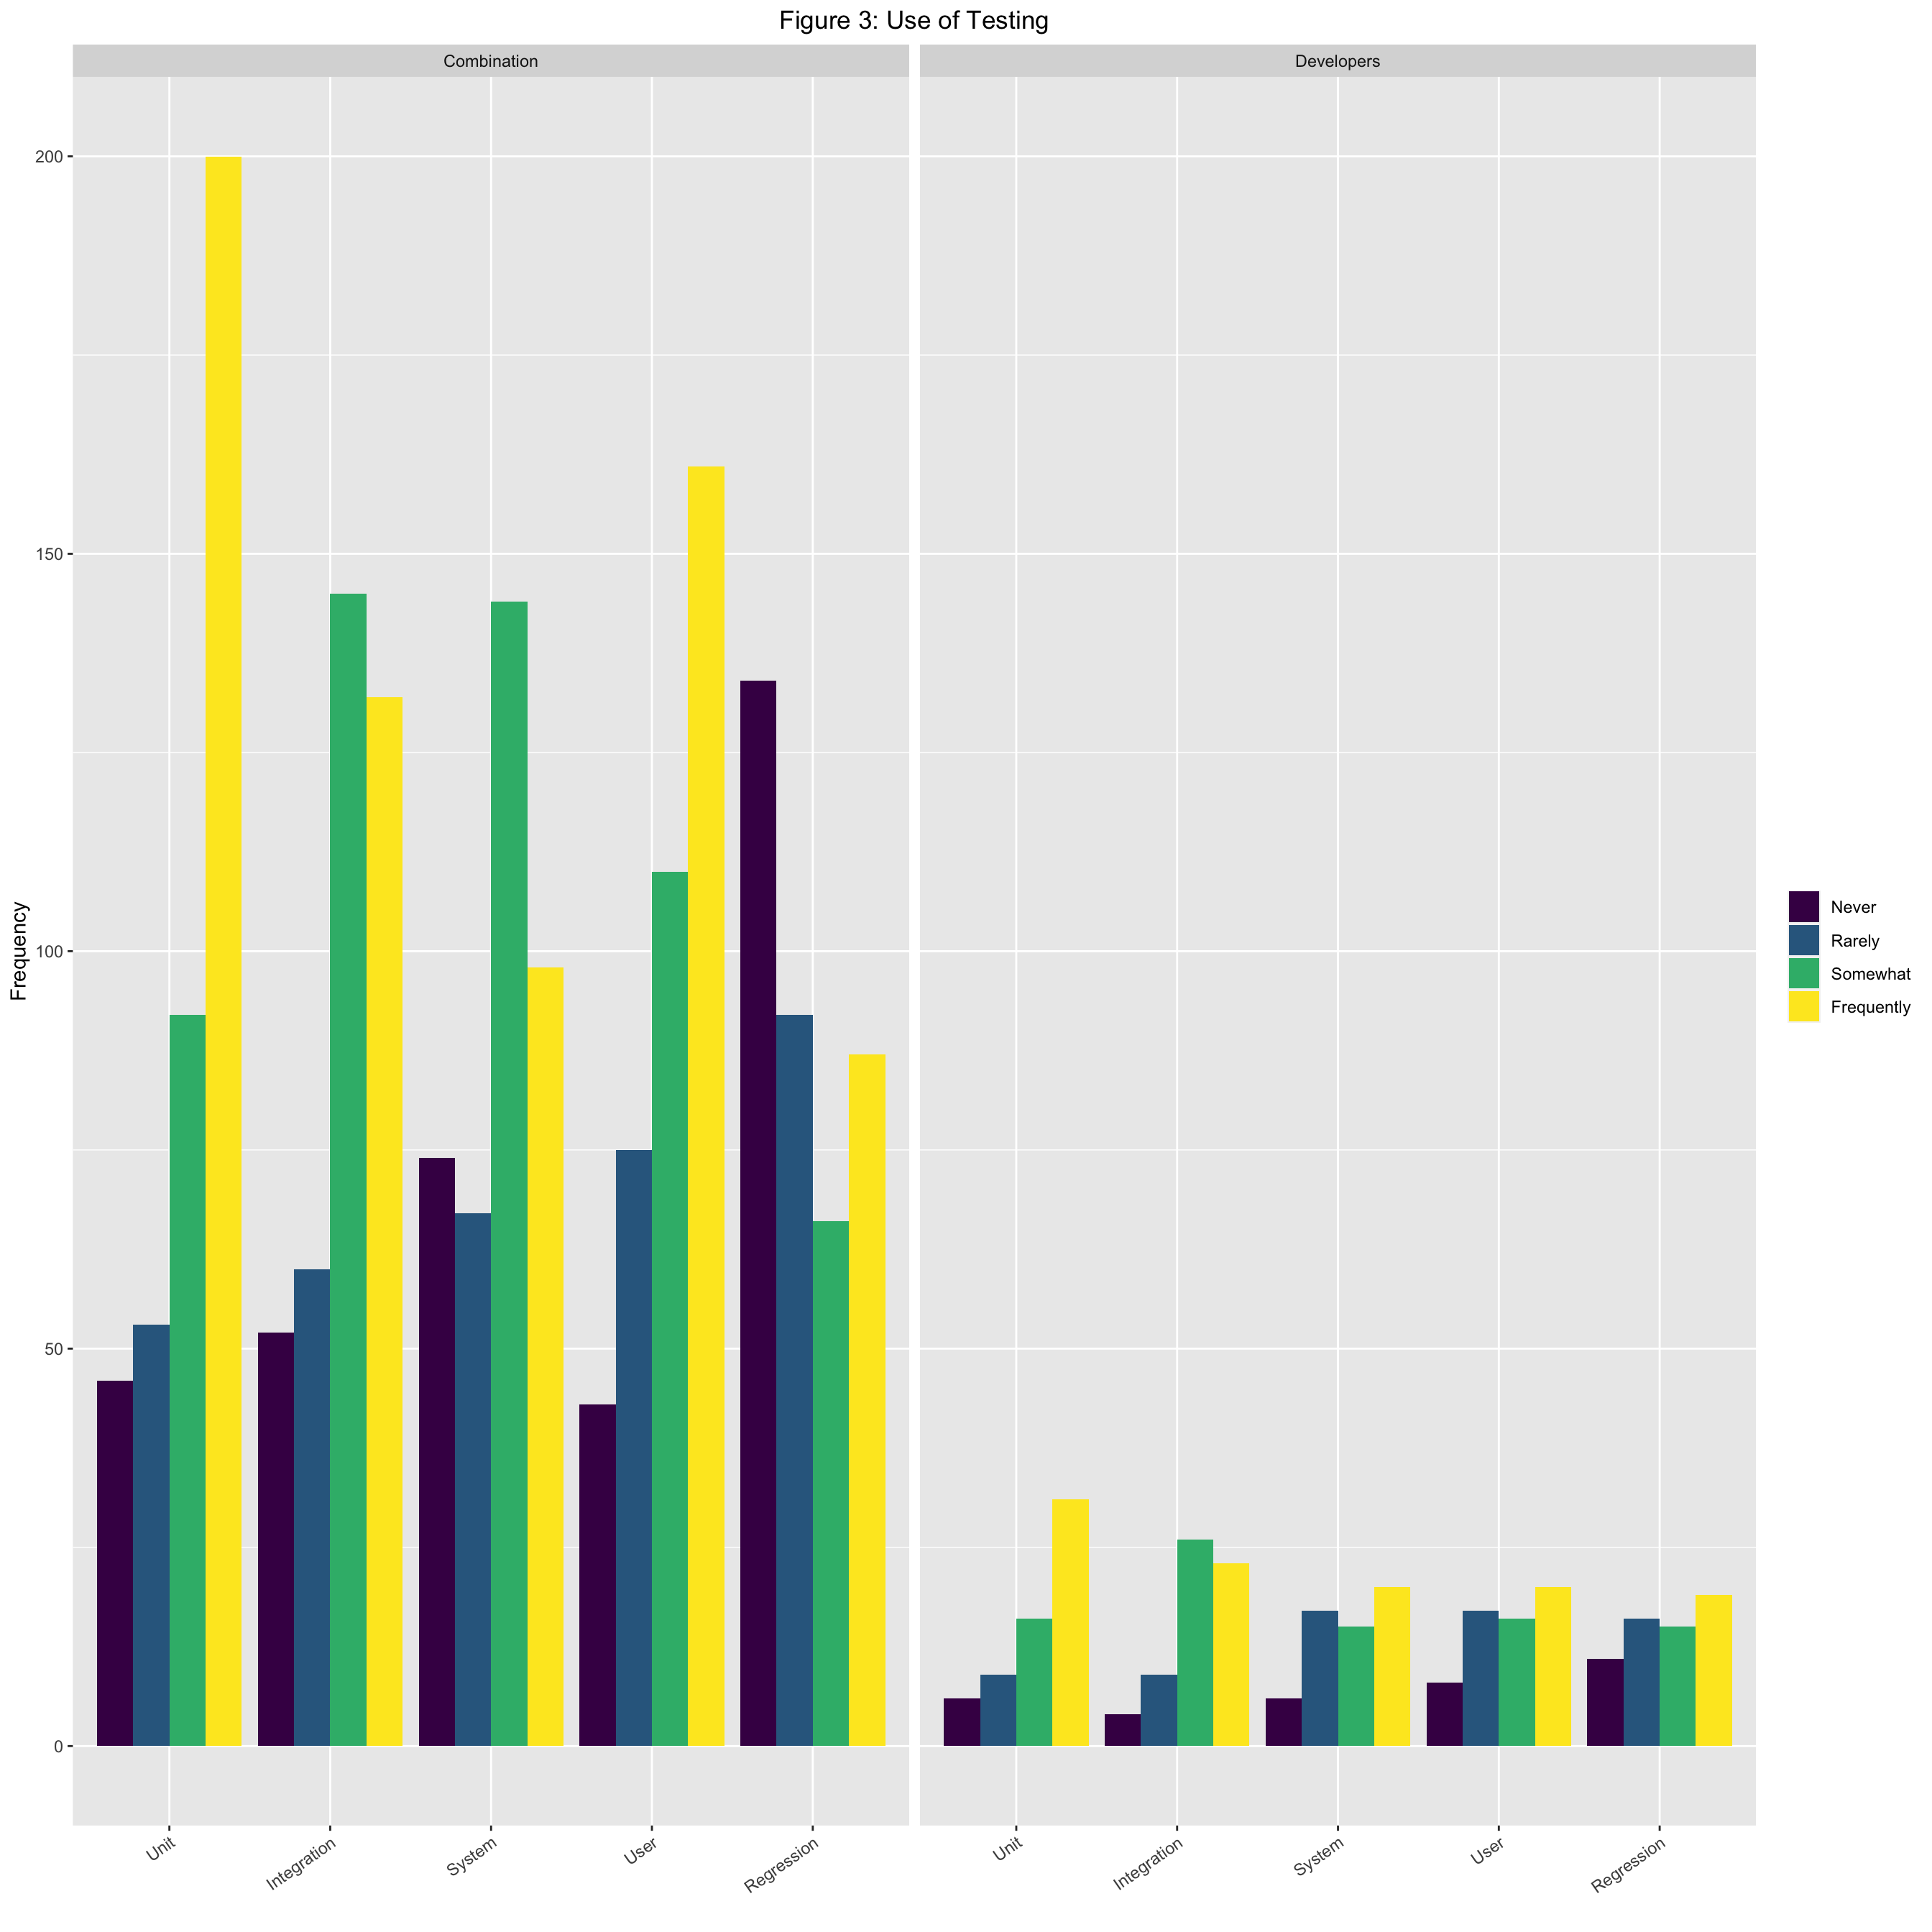 Figure 3: Use of Testing
Combination
Developers
Frequency
200
150
100
50
0
Unit
Integration
System
User
Regression
Unit
Integration
System
User
Regression
Never
Rarely
Somewhat
Frequently